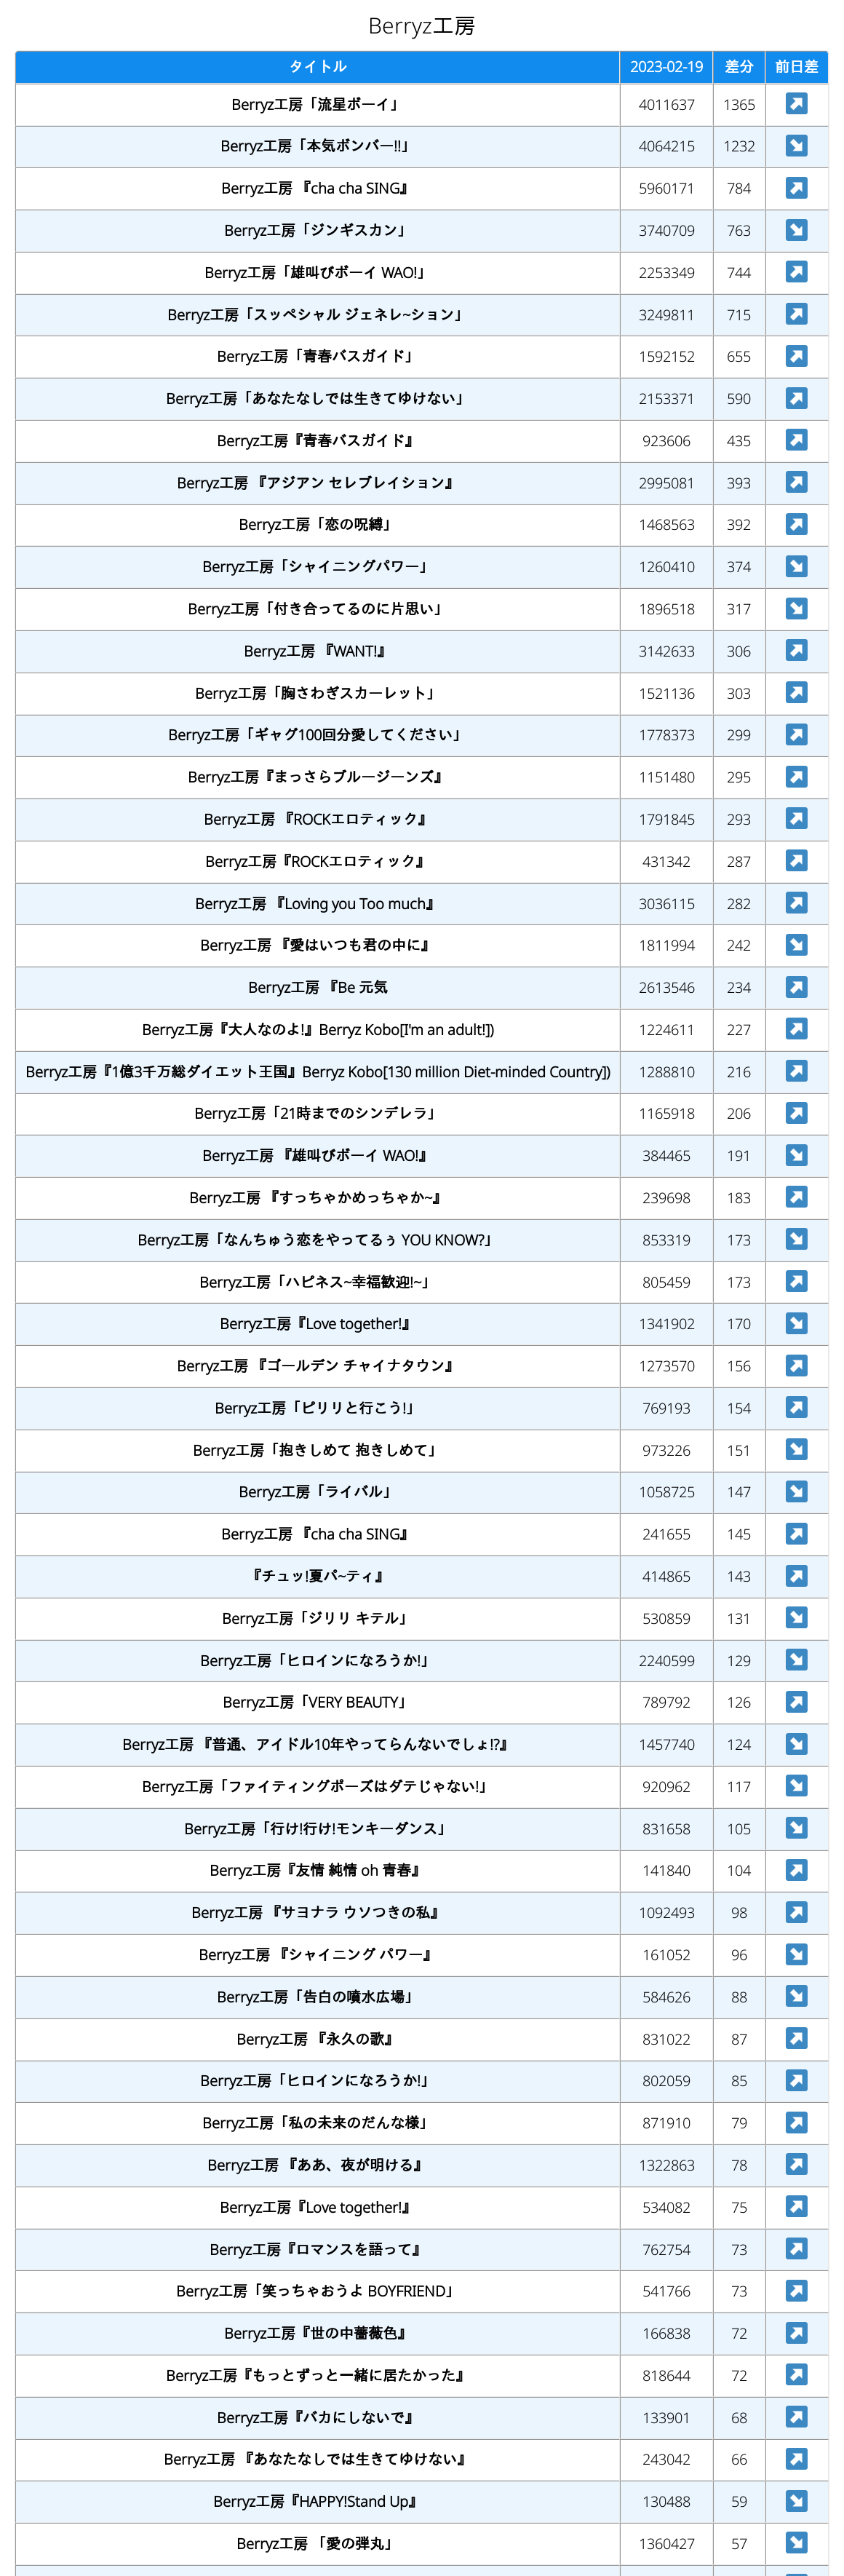 Berryz工房
タイトル 2023-02-19 差分 前日差
Berryz工房「流星ボーイ」 4011637 1365
Berryz工房「本気ボンバー!!」 4064215 1232
Berryz工房 『cha cha SING』 5960171 784
Berryz工房「ジンギスカン」 3740709 763
Berryz工房「雄叫びボーイ WAO!」 2253349 744
Berryz工房「スッペシャル ジェネレ~ション」 3249811 715
Berryz工房「青春バスガイド」 1592152 655
Berryz工房「あなたなしでは生きてゆけない」 2153371 590
Berryz工房『青春バスガイド』 923606 435
Berryz工房 『アジアン セレブレイション』 2995081 393
Berryz工房「恋の呪縛」 1468563 392
Berryz工房「シャイニングパワー」 1260410 374
Berryz工房「付き合ってるのに片思い」 1896518 317
Berryz工房 『WANT!』 3142633 306
Berryz工房「胸さわぎスカーレット」 1521136 303
Berryz工房「ギャグ100回分愛してください」 1778373 299
Berryz工房『まっさらブルージーンズ』 1151480 295
Berryz工房 『ROCKエロティック』 1791845 293
Berryz工房『ROCKエロティック』 431342 287
Berryz工房 『Loving you Too much』 3036115 282
Berryz工房 『愛はいつも君の中に』 1811994 242
Berryz工房 『Be 元気 2613546 234
Berryz工房『大人なのよ!』Berryz Kobo[I'm an adult!]) 1224611 227
Berryz工房『1億3千万総ダイエット王国』Berryz Kobo[130 million Diet-minded Country]) 1288810 216
Berryz工房「21時までのシンデレラ」 1165918 206
Berryz工房 『雄叫びボーイ WAO!』 384465 191
Berryz工房 『すっちゃかめっちゃか~』 239698 183
Berryz工房「なんちゅう恋をやってるぅ YOU KNOW?」 853319 173
Berryz工房「ハピネス~幸福歓迎!~」 805459 173
Berryz工房『Love together!』 1341902 170
Berryz工房 『ゴールデン チャイナタウン』 1273570 156
Berryz工房「ピリリと行こう!」 769193 154
Berryz工房「抱きしめて 抱きしめて」 973226 151
Berryz工房「ライバル」 1058725 147
Berryz工房 『cha cha SING』 241655 145
『チュッ!夏パ~ティ』 414865 143
Berryz工房「ジリリ キテル」 530859 131
Berryz工房「ヒロインになろうか!」 2240599 129
Berryz工房「VERY BEAUTY」 789792 126
Berryz工房 『普通、アイドル10年やってらんないでしょ!?』 1457740 124
Berryz工房「ファイティングポーズはダテじゃない!」 920962 117
Berryz工房「行け!行け!モンキーダンス」 831658 105
Berryz工房『友情 純情 oh 青春』 141840 104
Berryz工房 『サヨナラ ウソつきの私』 1092493 98
Berryz工房 『シャイニング パワー』 161052 96
Berryz工房「告白の噴水広場」 584626 88
Berryz工房 『永久の歌』 831022 87
Berryz工房「ヒロインになろうか!」 802059 85
Berryz工房「私の未来のだんな様」 871910 79
Berryz工房 『ああ、夜が明ける』 1322863 78
Berryz工房『Love together!』 534082 75
Berryz工房『ロマンスを語って』 762754 73
Berryz工房「笑っちゃおうよ BOYFRIEND」 541766 73
Berryz工房『世の中薔薇色』 166838 72
Berryz工房『もっとずっと一緒に居たかった』 818644 72
Berryz工房『バカにしないで』 133901 68
Berryz工房 『あなたなしでは生きてゆけない』 243042 66
Berryz工房『HAPPY!Stand Up』 130488 59
Berryz工房 「愛の弾丸」 1360427 57